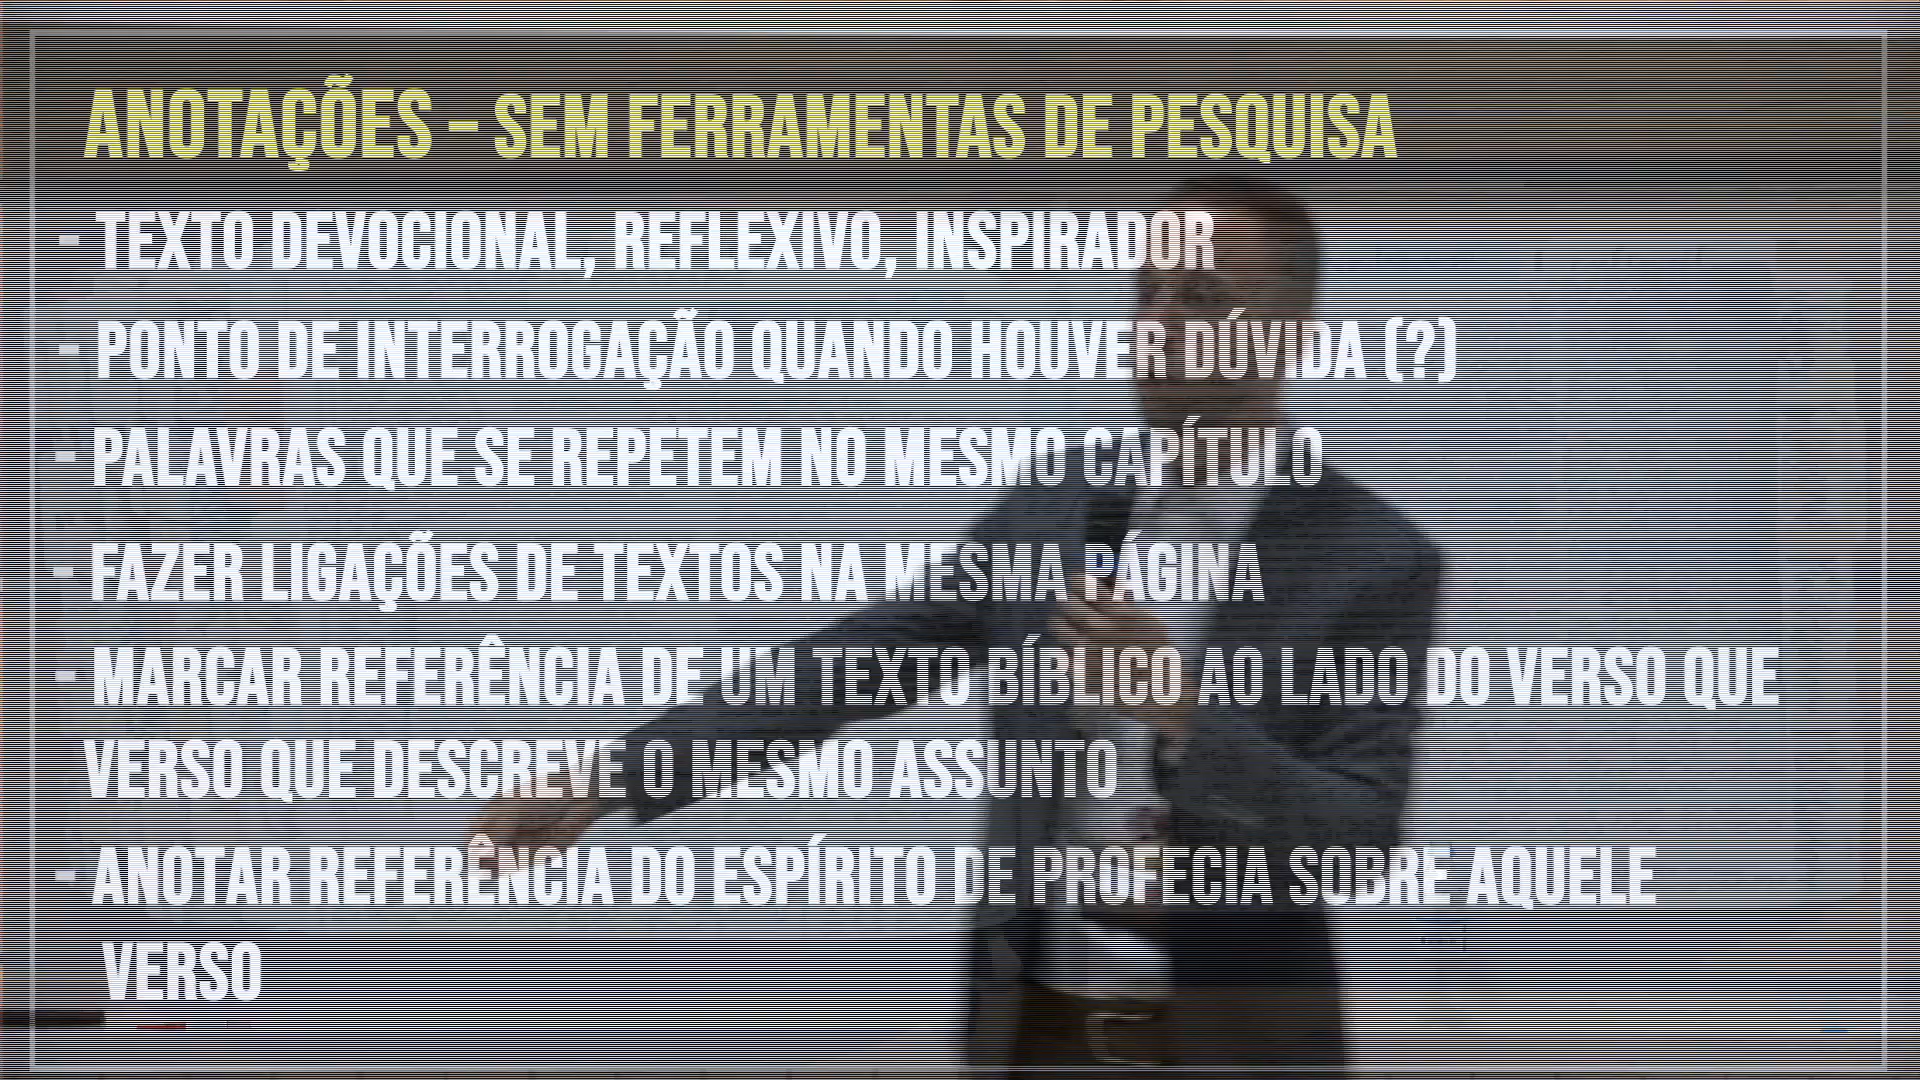 ANOTAÇÕES – SEM FERRAMENTAS DE PESQUISA
- TEXTO DEVOCIONAL, REFLEXIVO, INSPIRADOR
- PONTO DE INTERROGAÇÃO QUANDO HOUVER DÚVIDA (?)
- PALAVRAS QUE SE REPETEM NO MESMO CAPÍTULO
- FAZER LIGAÇÕES DE TEXTOS NA MESMA PÁGINA
- MARCAR REFERÊNCIA DE UM TEXTO BÍBLICO AO LADO DO VERSO QUE
VERSO QUE DESCREVE O MESMO ASSUNTO
- ANOTAR REFERÊNCIA DO ESPÍRITO DE PROFECIA SOBRE AQUELE
VERSO